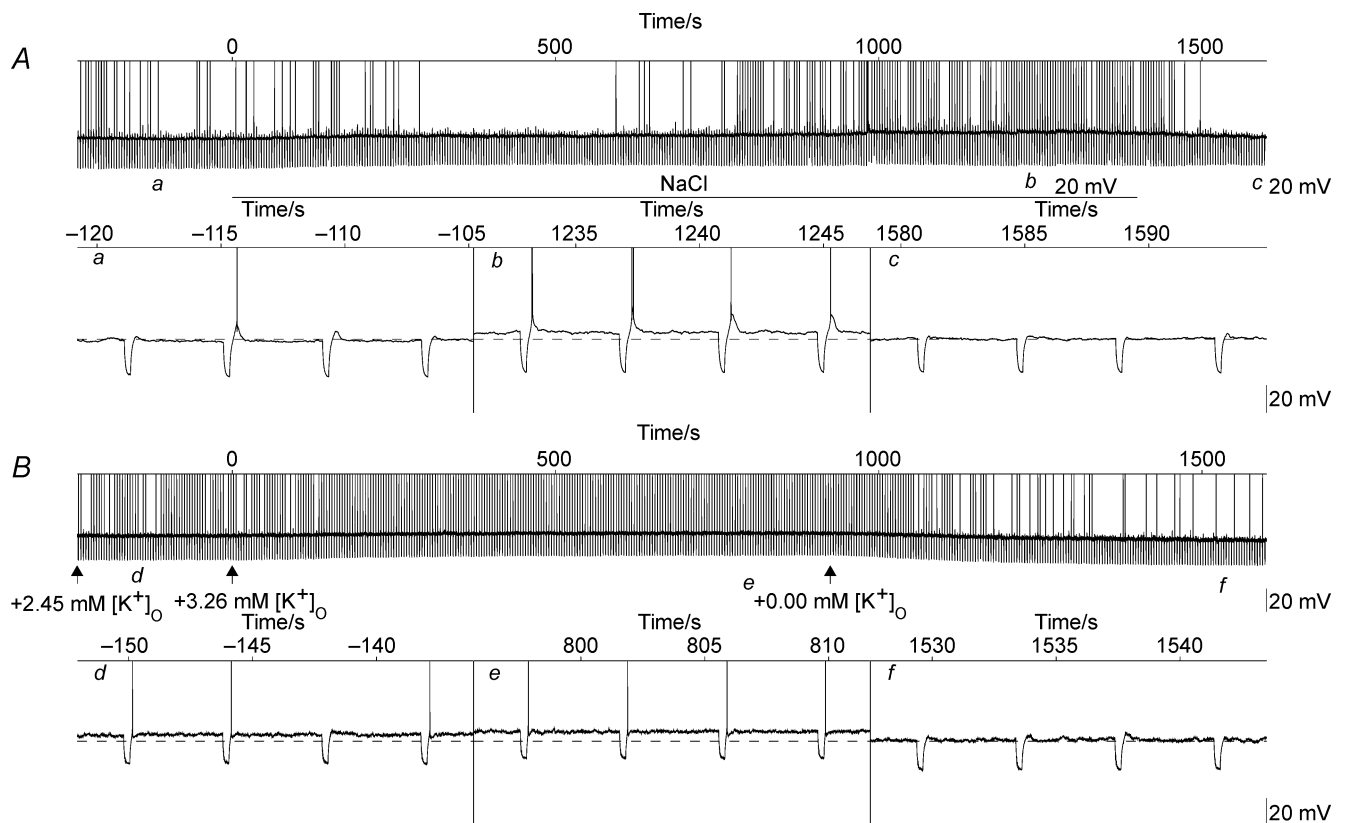 Time/s
A
0 500 1000 1500
a b 20 mV c 20 mV
NaCl
Time/s Time/s Time/s
–120 –115 –110 –105 1235 1240 1245 1580 1585 1590
a b c
20 mV
Time/s
B
0 500 1000 1500
d e f
+2.45 mM [K+]O +3.26 mM [K+]O +0.00 mM [K+]O 20 mV
Time/s Time/s Time/s
–150 –145 –140 800 805 810 1530 1535 1540
d e f
20 mV